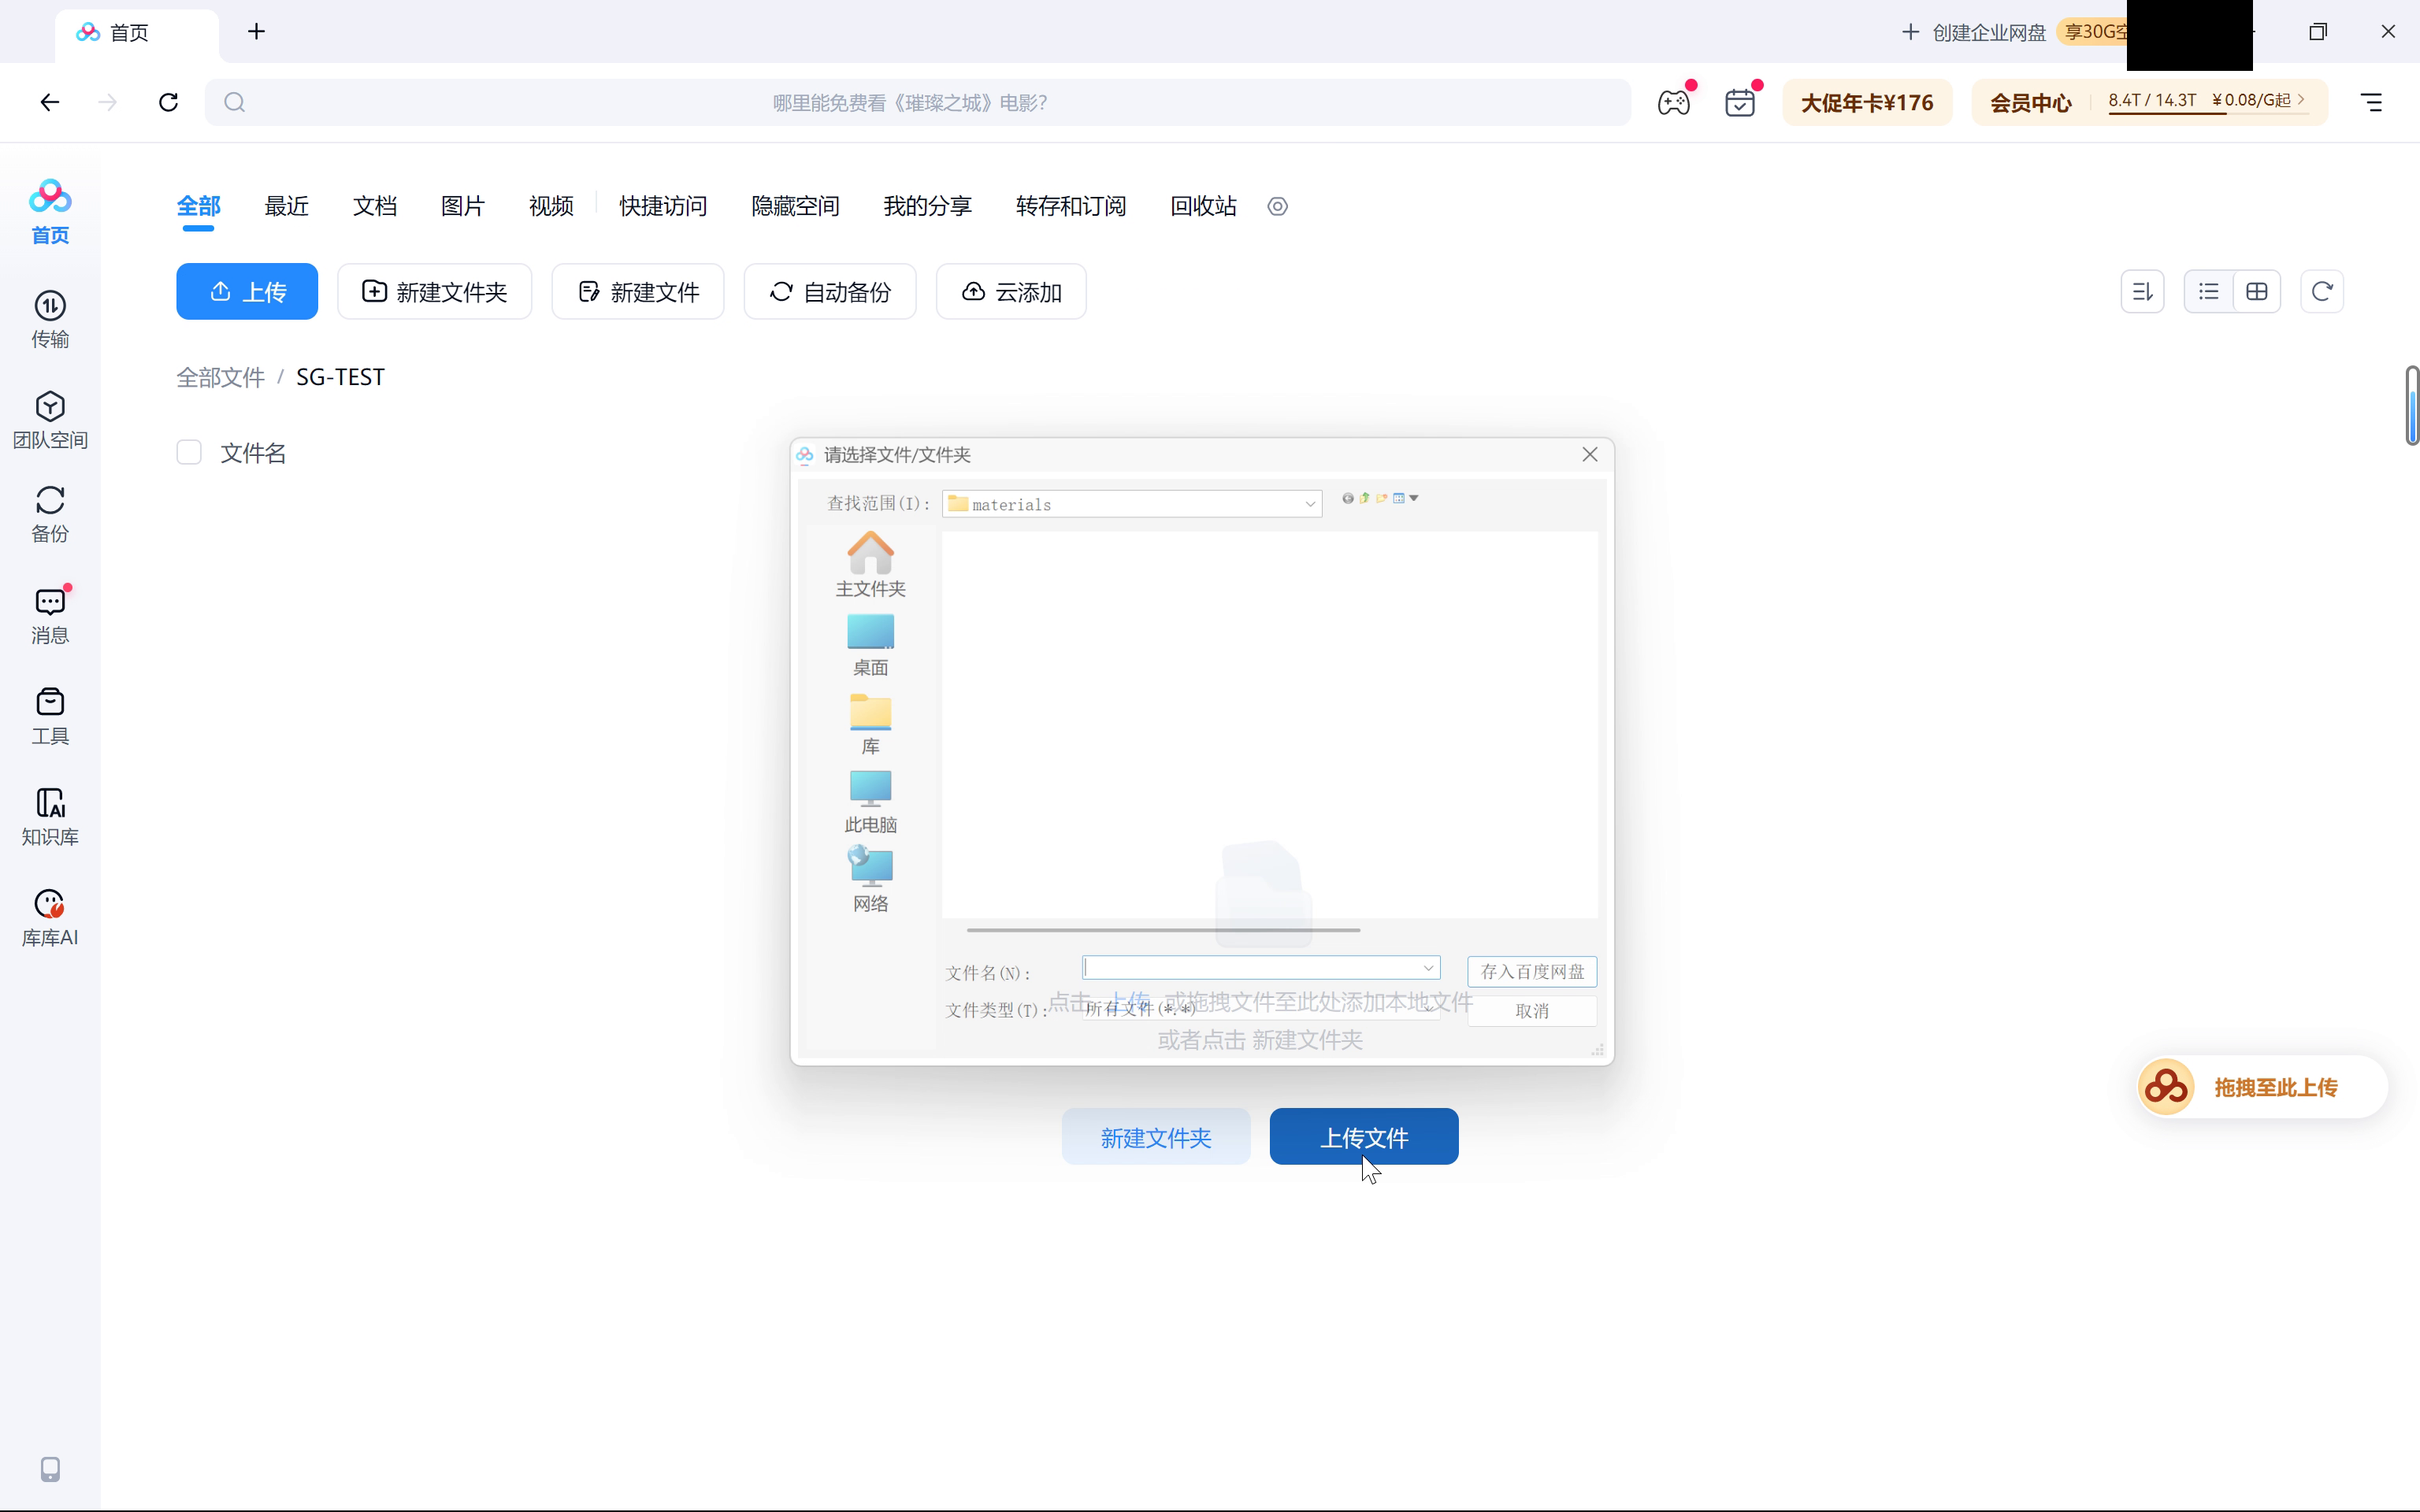 首页
创建企业网盘 享30G空
哪里能免费看《璀璨之城》电影?
大促年卡¥176
会员中心 8.4T / 14.3T ¥0.08/G起
首页
传输
团队空间
备份
消息
工具
知识库
库库AI
全部 最近 文档 图片 视频 快捷访问 隐藏空间 我的分享 转存和订阅 回收站
上传 新建文件夹 新建文件 自动备份 云添加
全部文件 / SG-TEST
文件名
请选择文件/文件夹
查找范围(I): materials
主文件夹
桌面
库
此电脑
网络
文件名(N):
存入百度网盘
文件类型(T): 所有文件(*.*)
取消
点击 上传 或拖拽文件至此处添加本地文件
或者点击 新建文件夹
新建文件夹 上传文件
拖拽至此上传